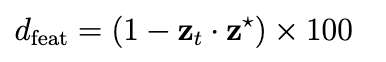 d_feat = (1 − z_t · z^⋆) × 100